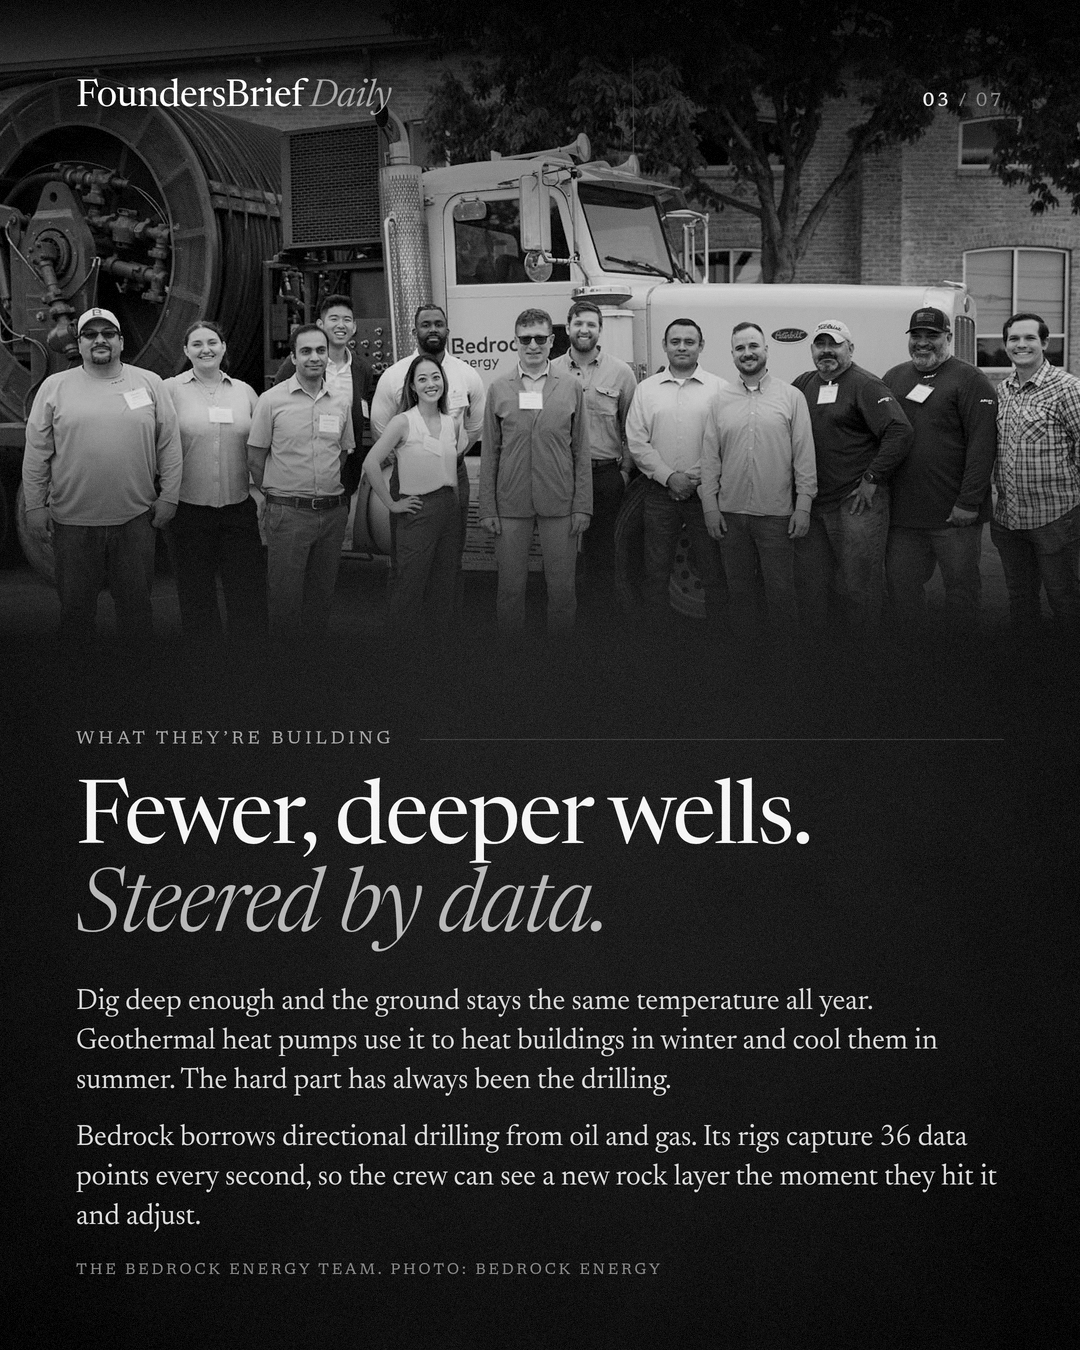 FoundersBrief Daily
03 / 07
Bedroc
nergy
Peterbilt
WHAT THEY’RE BUILDING
Fewer, deeper wells.
Steered by data.
Dig deep enough and the ground stays the same temperature all year.
Geothermal heat pumps use it to heat buildings in winter and cool them in
summer. The hard part has always been the drilling.
Bedrock borrows directional drilling from oil and gas. Its rigs capture 36 data
points every second, so the crew can see a new rock layer the moment they hit it
and adjust.
THE BEDROCK ENERGY TEAM. PHOTO: BEDROCK ENERGY